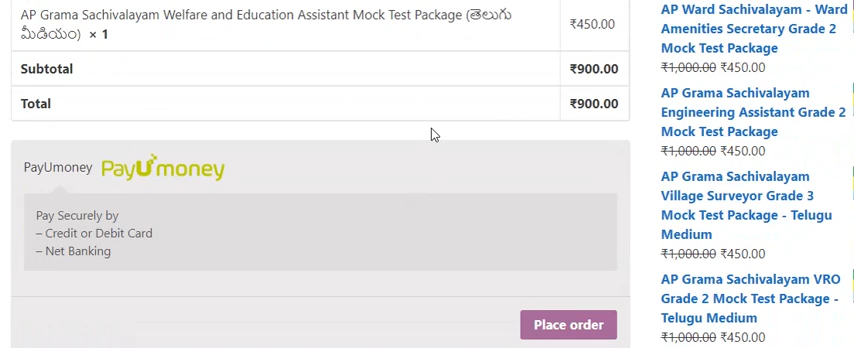 AP Grama Sachivalayam Welfare and Education Assistant Mock Test Package (తెలుగు
మీడియం) × 1
₹450.00
Subtotal ₹900.00
Total ₹900.00
PayUmoney PayUmoney
Pay Securely by
– Credit or Debit Card
– Net Banking
Place order
AP Ward Sachivalayam - Ward
Amenities Secretary Grade 2
Mock Test Package
₹1,000.00 ₹450.00
AP Grama Sachivalayam
Engineering Assistant Grade 2
Mock Test Package
₹1,000.00 ₹450.00
AP Grama Sachivalayam
Village Surveyor Grade 3
Mock Test Package - Telugu
Medium
₹1,000.00 ₹450.00
AP Grama Sachivalayam VRO
Grade 2 Mock Test Package -
Telugu Medium
₹1,000.00 ₹450.00